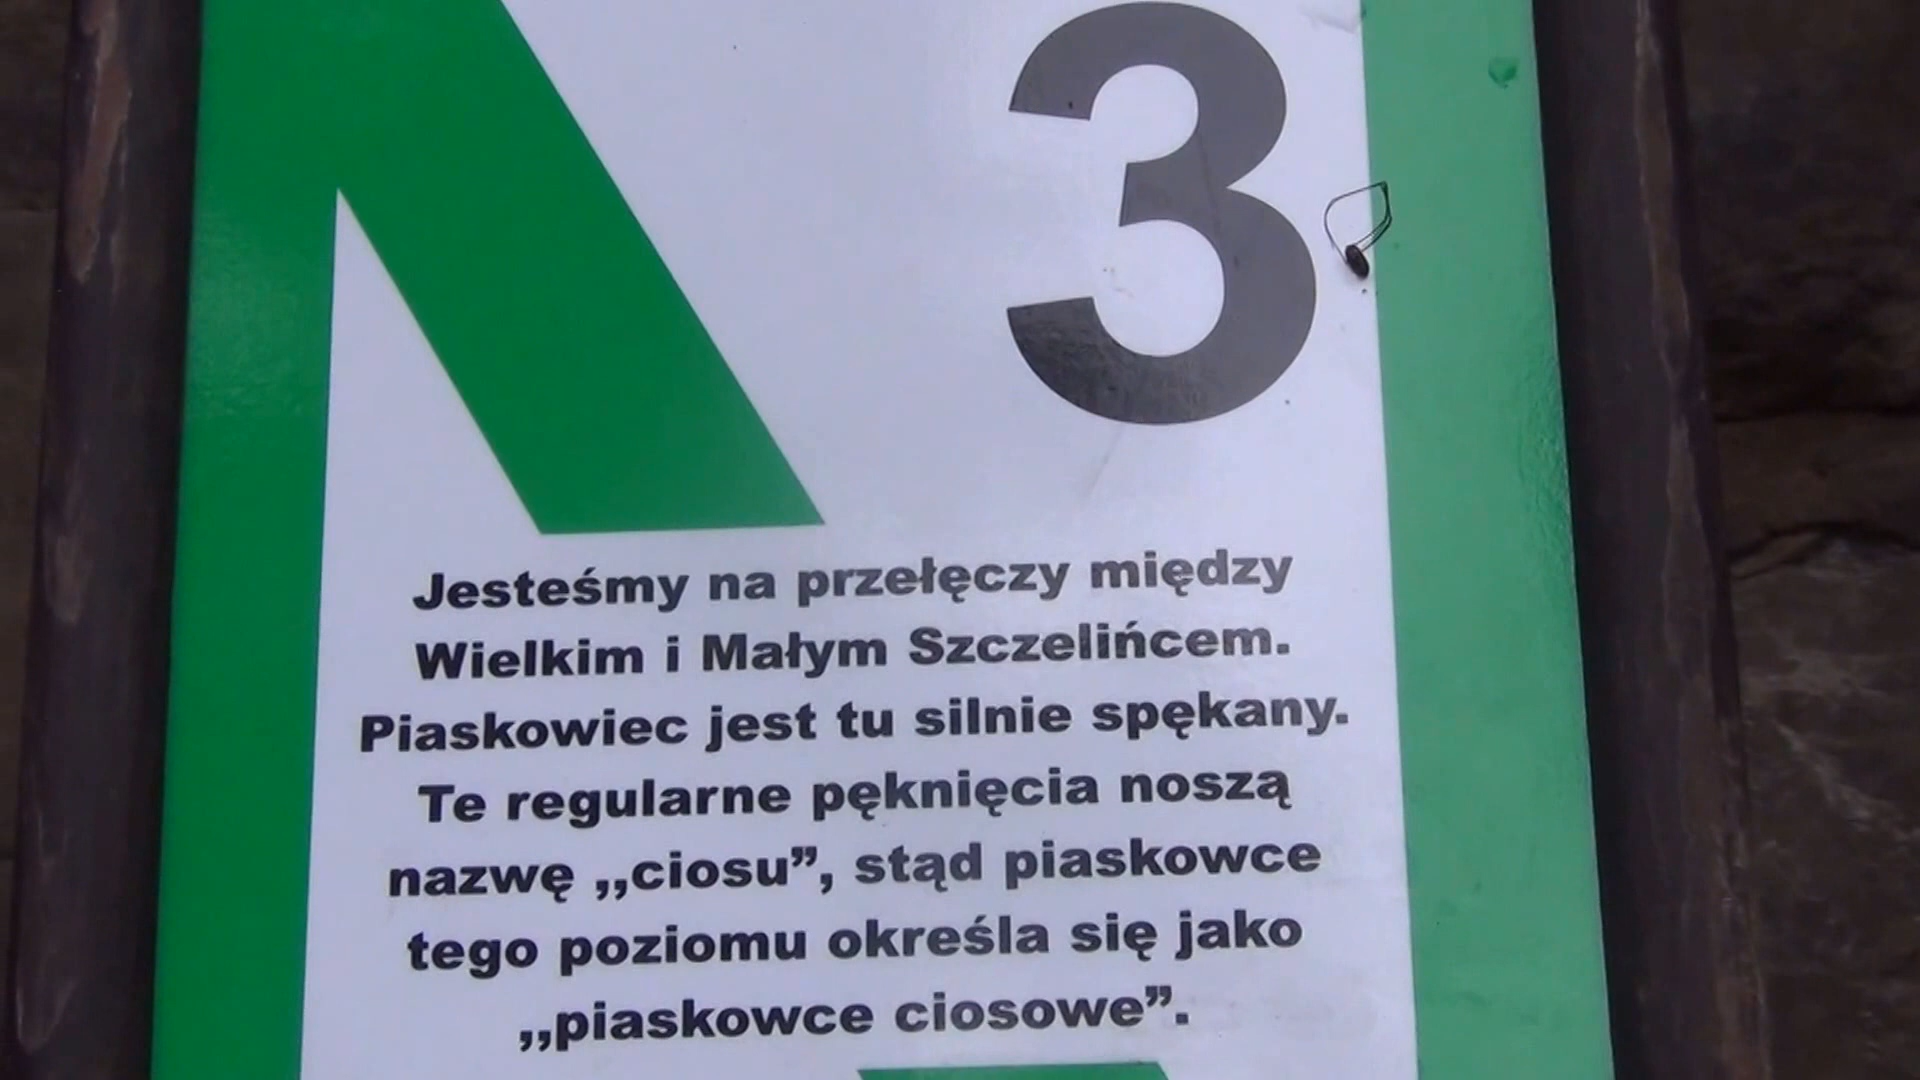 3
Jesteśmy na przełęczy między
Wielkim i Małym Szczelińcem.
Piaskowiec jest tu silnie spękany.
Te regularne pęknięcia noszą
nazwę ,,ciosu”, stąd piaskowce
tego poziomu określa się jako
,,piaskowce ciosowe”.